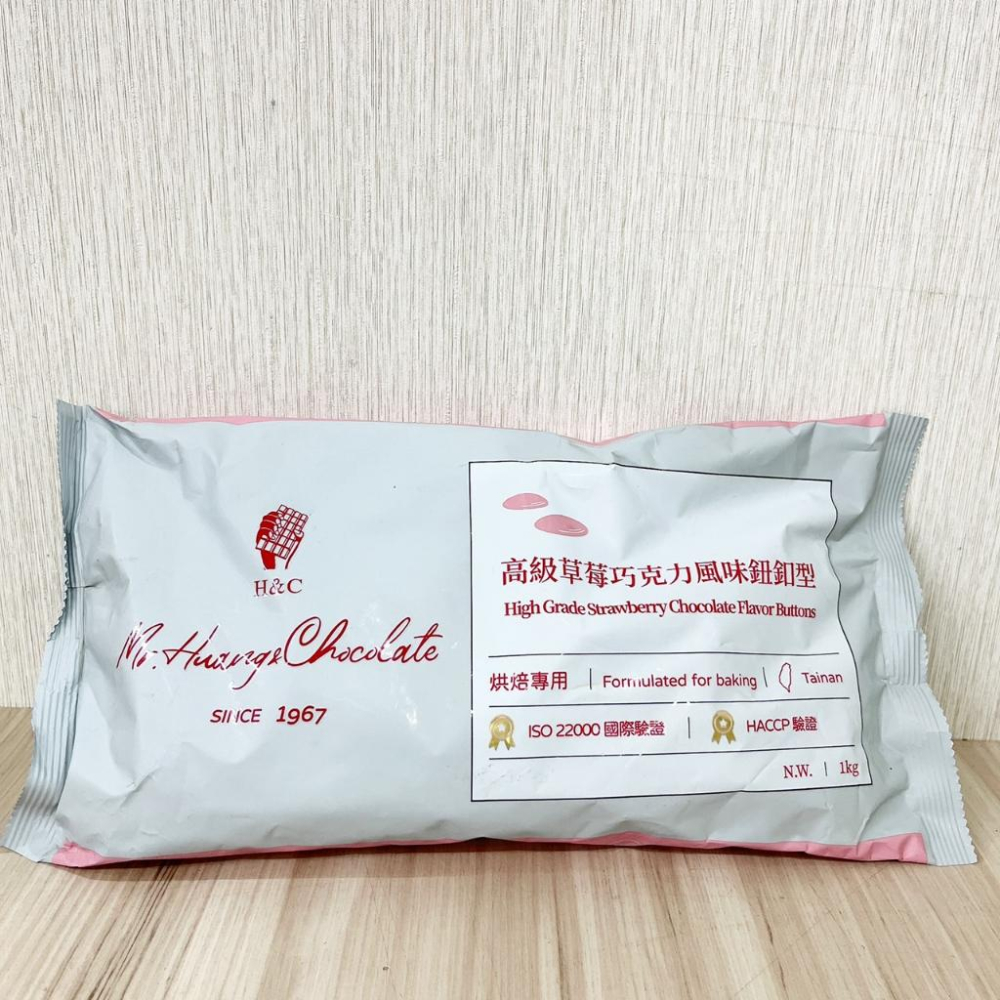 H&C
Mr. Huang & Chocolate
SINCE 1967
高級草莓巧克力風味鈕釦型
High Grade Strawberry Chocolate Flavor Buttons
烘焙專用 | Formulated for baking | Tainan
ISO 22000 國際驗證 | HACCP 驗證
N.W. | 1kg